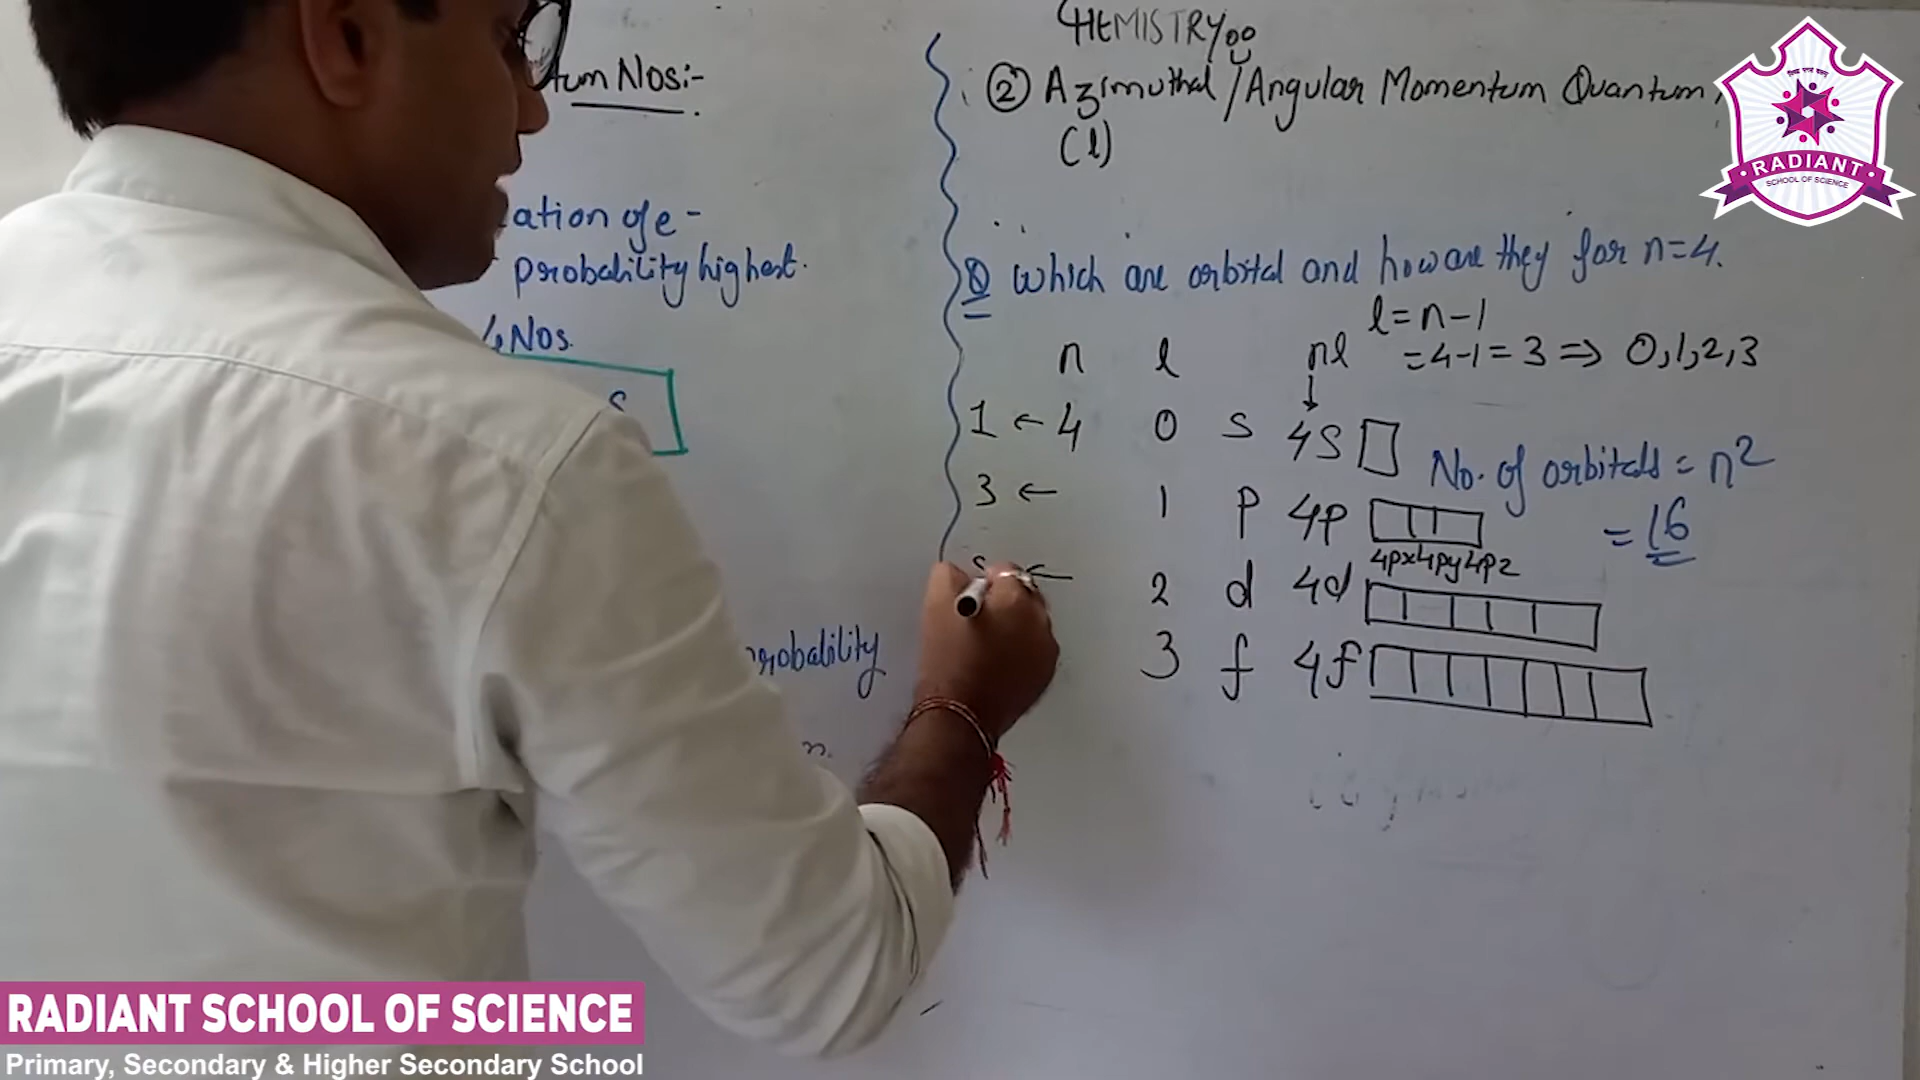 CHEMISTRY
tum Nos:-
ation of e-
probability highest.
Nos.
S
robability
n.
② Azimuthal / Angular Momentum Quantum
(l)
Q Which are orbital and how are they for n=4.
l = n - 1
n l nl = 4-1 = 3 ⇒ 0,1,2,3
↓
1 ← 4 0 s 4S
No. of orbitals = n²
= 16
3 ← 1 p 4p
4px 4py 4pz
← 2 d 4d
3 f 4f
RADIANT
SCHOOL OF SCIENCE
RADIANT SCHOOL OF SCIENCE
Primary, Secondary & Higher Secondary School